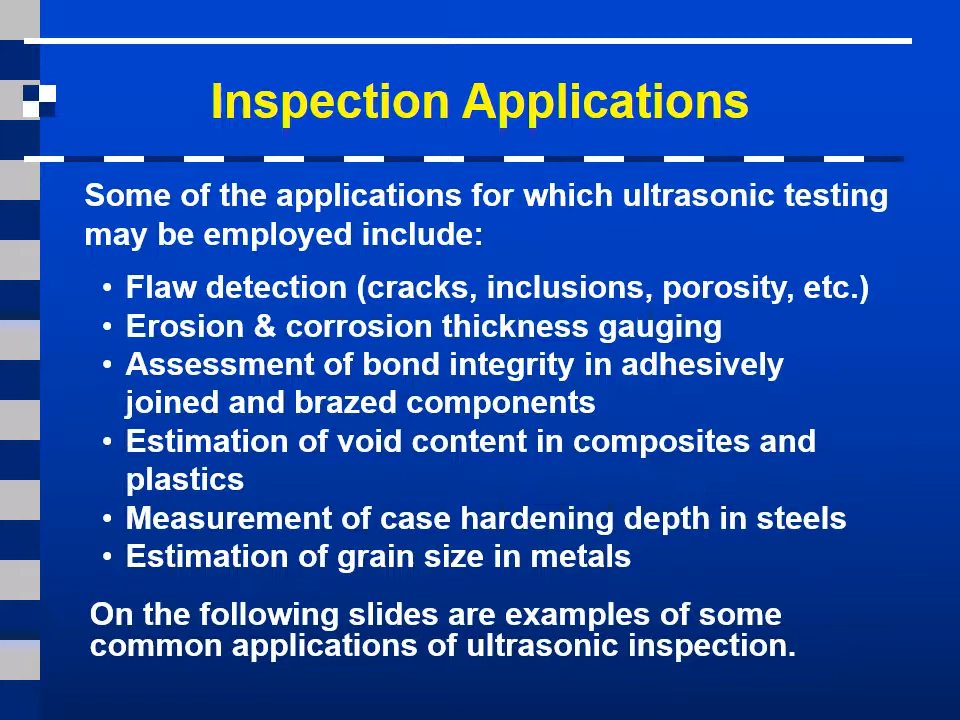 Inspection Applications
Some of the applications for which ultrasonic testing
may be employed include:
• Flaw detection (cracks, inclusions, porosity, etc.)
• Erosion & corrosion thickness gauging
• Assessment of bond integrity in adhesively
joined and brazed components
• Estimation of void content in composites and
plastics
• Measurement of case hardening depth in steels
• Estimation of grain size in metals
On the following slides are examples of some
common applications of ultrasonic inspection.